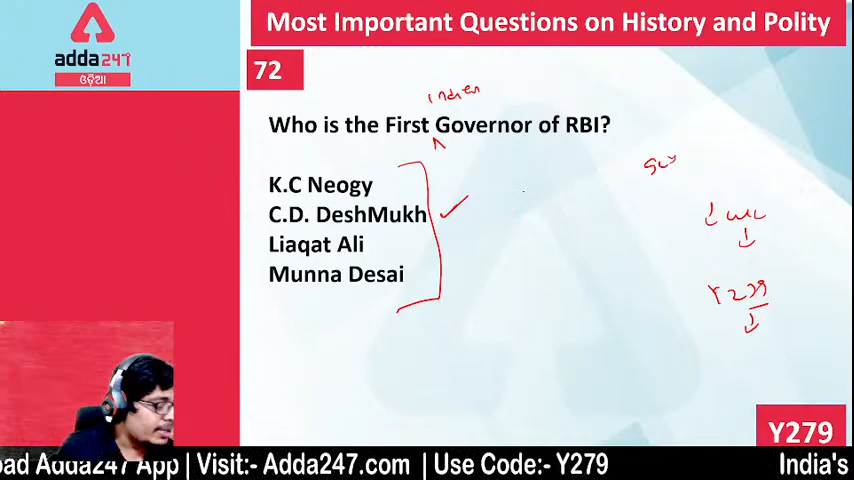 Most Important Questions on History and Polity
adda247
ଓଡ଼ିଆ
72
Indian
Who is the First Governor of RBI?
K.C Neogy
C.D. DeshMukh
Liaqat Ali
Munna Desai
Y279
oad Adda247 App | Visit:- Adda247.com | Use Code:- Y279
India's